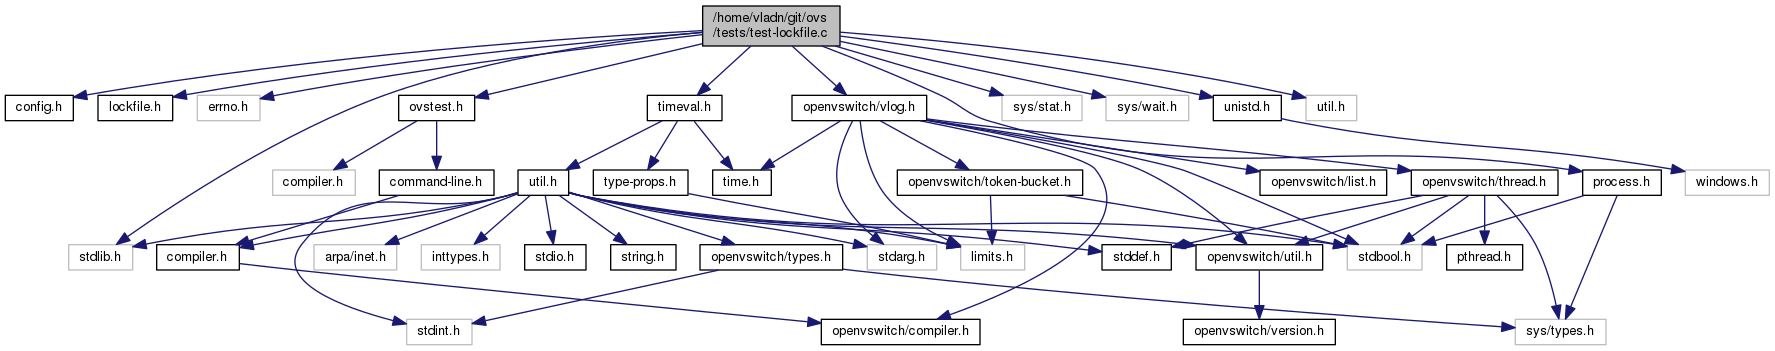 /home/vladn/git/ovs
/tests/test-lockfile.c
config.h
lockfile.h
errno.h
ovstest.h
timeval.h
openvswitch/vlog.h
sys/stat.h
sys/wait.h
unistd.h
util.h
compiler.h
command-line.h
util.h
type-props.h
time.h
openvswitch/token-bucket.h
openvswitch/list.h
openvswitch/thread.h
process.h
windows.h
stdlib.h
compiler.h
arpa/inet.h
inttypes.h
stdio.h
string.h
openvswitch/types.h
stdarg.h
limits.h
stddef.h
openvswitch/util.h
stdbool.h
pthread.h
stdint.h
openvswitch/compiler.h
openvswitch/version.h
sys/types.h